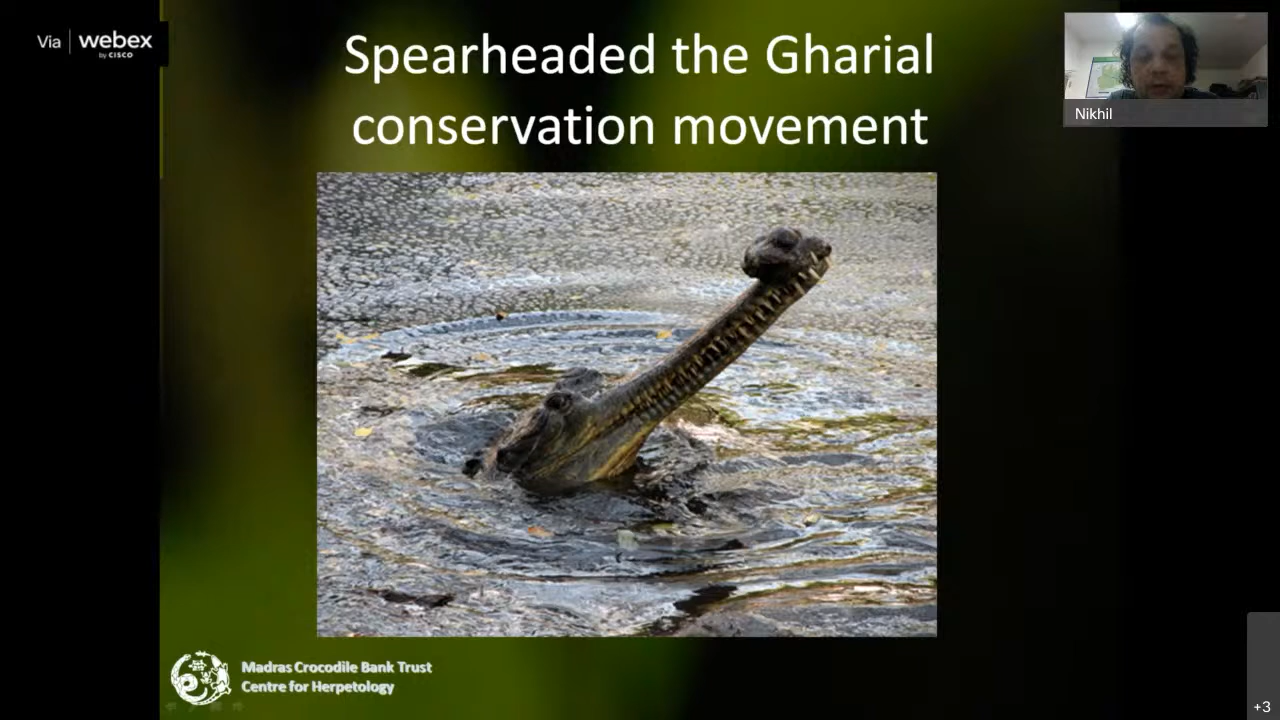 Via webex
by CISCO
Spearheaded the Gharial
conservation movement
Nikhil
Madras Crocodile Bank Trust
Centre for Herpetology
+3